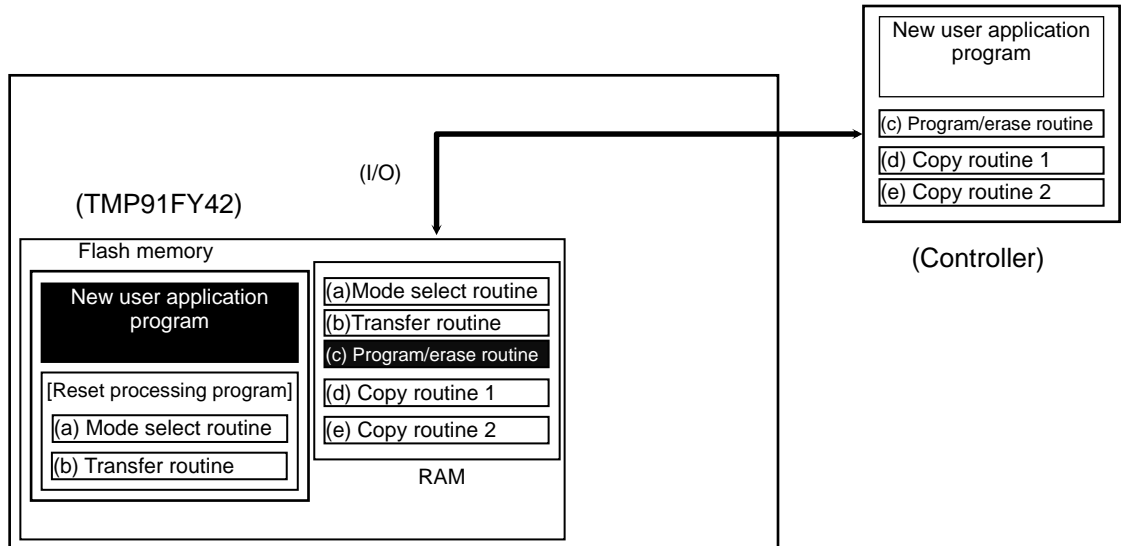 New user application
program
(c) Program/erase routine
(d) Copy routine 1
(e) Copy routine 2
(Controller)
(I/O)
(TMP91FY42)
Flash memory
New user application
program
[Reset processing program]
(a) Mode select routine
(b) Transfer routine
(a)Mode select routine
(b)Transfer routine
(c) Program/erase routine
(d) Copy routine 1
(e) Copy routine 2
RAM